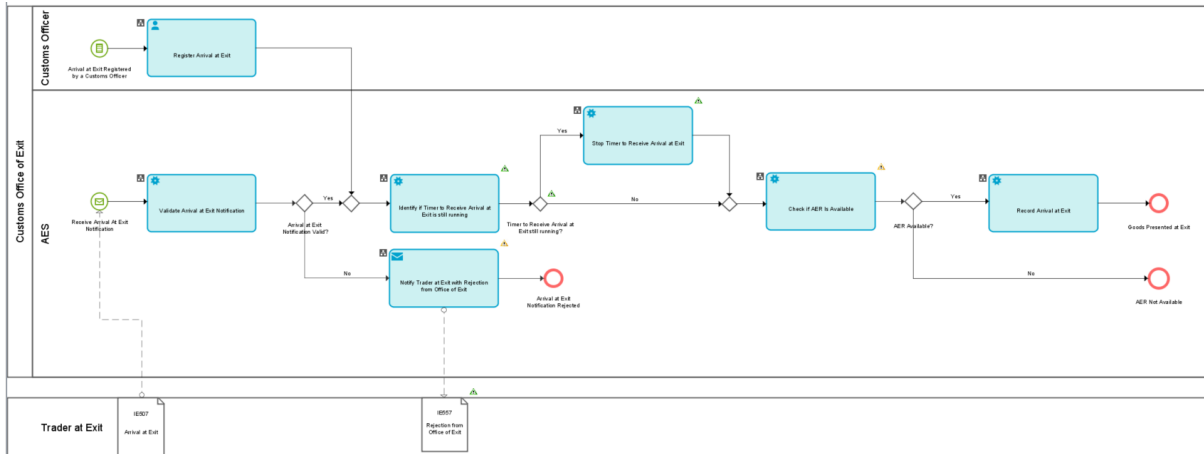 Customs Office of Exit
Customs Officer
Arrival at Exit Registered
by a Customs Officer
Register Arrival at Exit
AES
Receive Arrival At Exit
Notification
Validate Arrival at Exit Notification
Arrival at Exit
Notification Valid?
Yes
No
Identify if Timer to Receive Arrival at
Exit is still running
Notify Trader at Exit with Rejection
from Office of Exit
Arrival at Exit
Notification Rejected
Timer to Receive Arrival at
Exit still running?
Yes
No
Stop Timer to Receive Arrival at Exit
Check if AER Is Available
AER Available?
Yes
No
Record Arrival at Exit
Goods Presented at Exit
AER Not Available
Trader at Exit
IE507
Arrival at Exit
IE557
Rejection from
Office of Exit